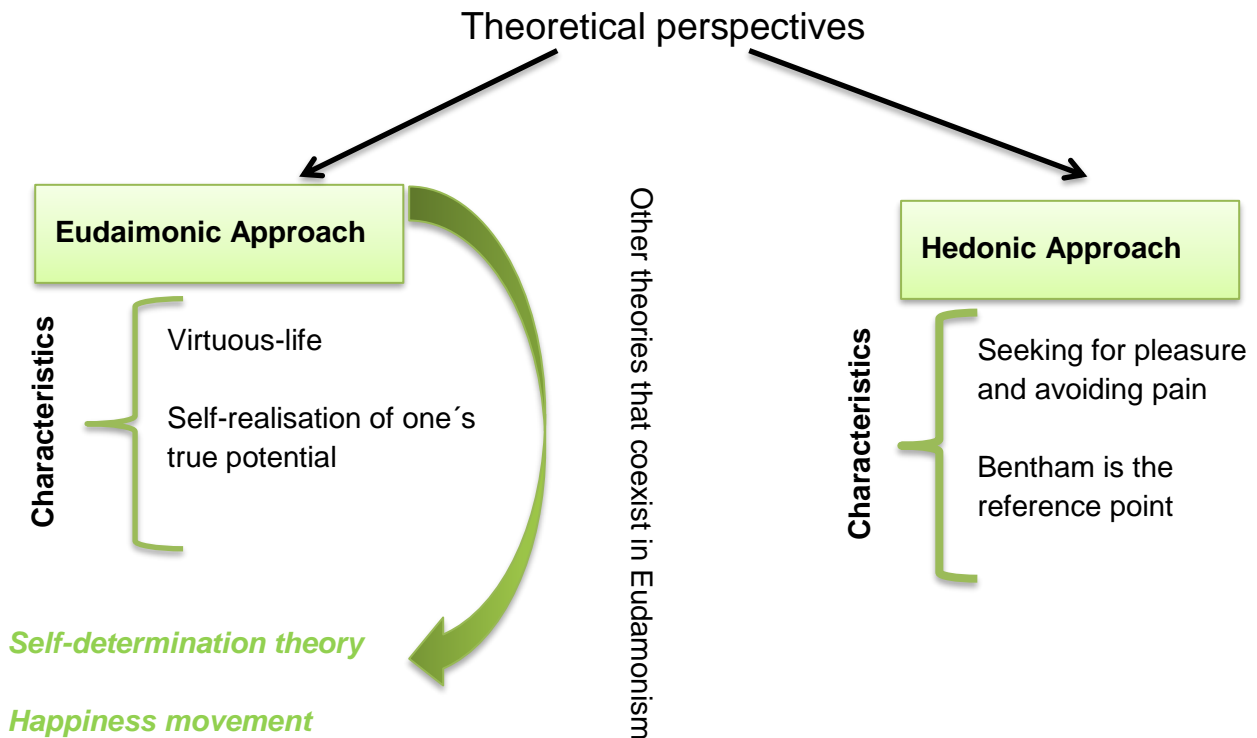 Theoretical perspectives
Eudaimonic Approach
Characteristics
Virtuous-life
Self-realisation of one´s
true potential
Self-determination theory
Happiness movement
Other theories that coexist in Eudamonism
Hedonic Approach
Characteristics
Seeking for pleasure
and avoiding pain
Bentham is the
reference point